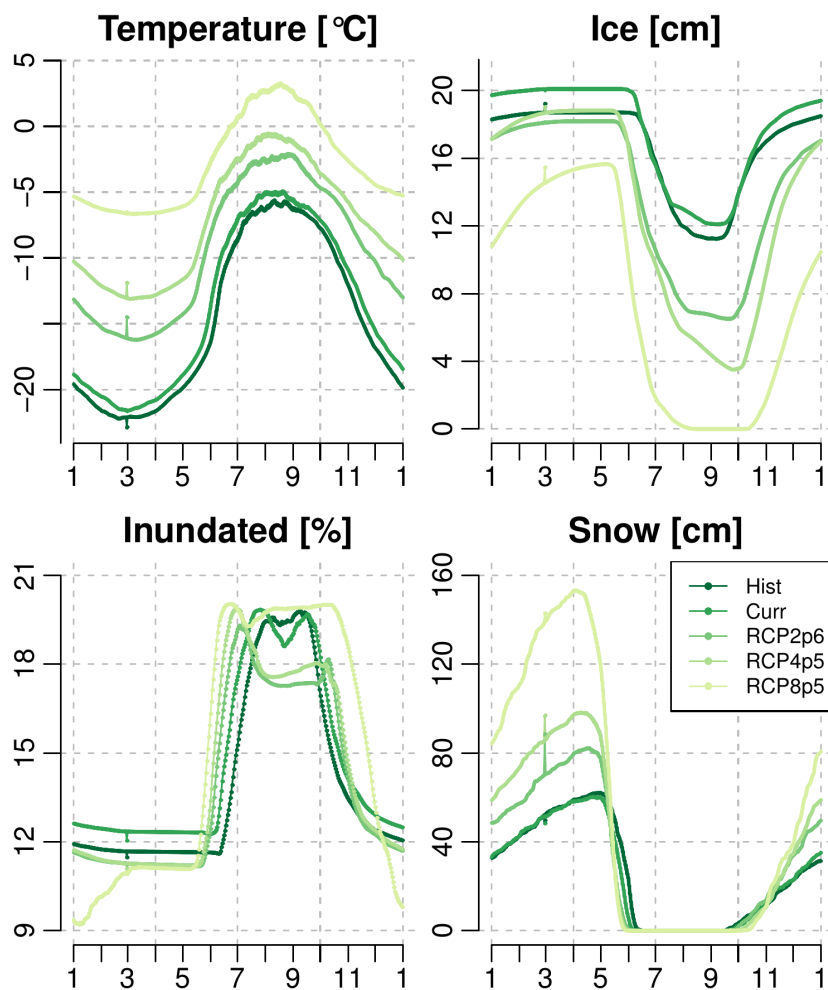 Temperature [°C]
5
0
−5
−10
−20
1 3 5 7 9 11 1
Ice [cm]
20
16
12
8
4
0
1 3 5 7 9 11 1
Inundated [%]
21
18
15
12
9
1 3 5 7 9 11 1
Snow [cm]
160
120
80
40
0
1 3 5 7 9 11 1
Hist
Curr
RCP2p6
RCP4p5
RCP8p5